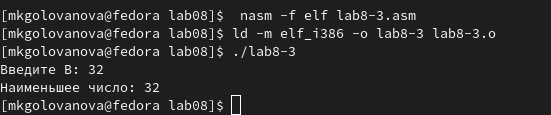 [mkgolovanova@fedora lab08]$  nasm -f elf lab8-3.asm
[mkgolovanova@fedora lab08]$ ld -m elf_i386 -o lab8-3 lab8-3.o
[mkgolovanova@fedora lab08]$ ./lab8-3
Введите B: 32
Наименьшее число: 32
[mkgolovanova@fedora lab08]$